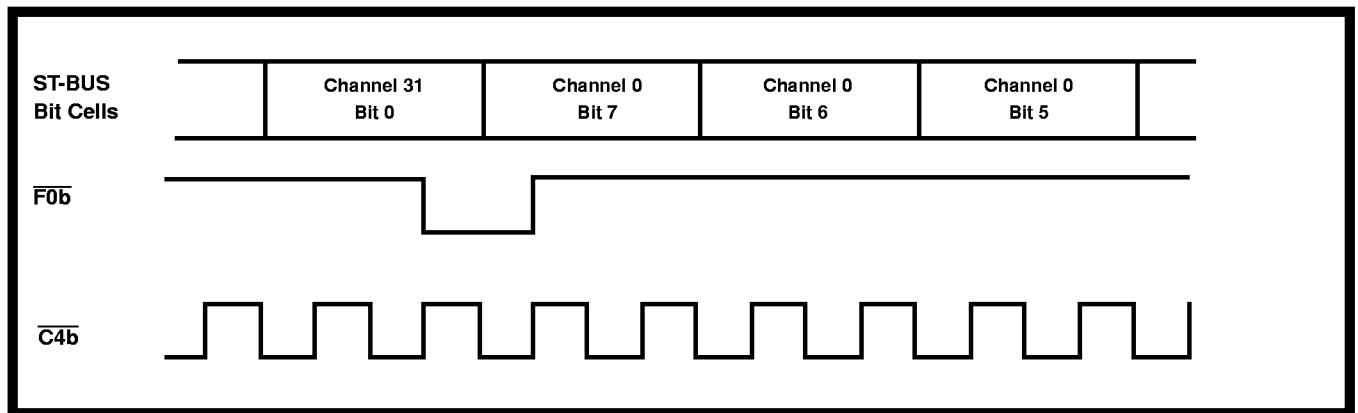 ST-BUS
Bit Cells
Channel 31
Bit 0
Channel 0
Bit 7
Channel 0
Bit 6
Channel 0
Bit 5
F0b
C4b